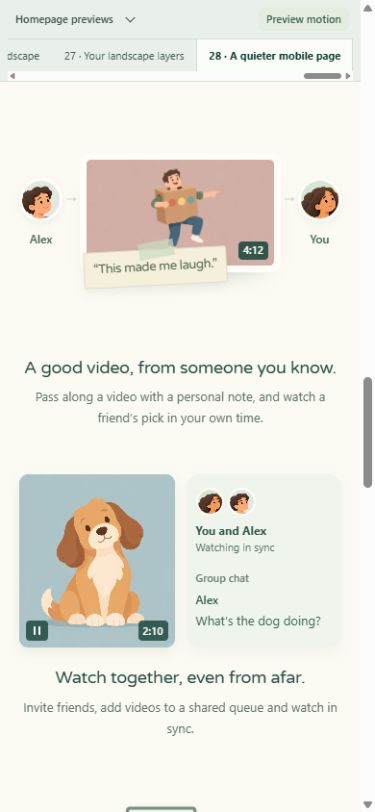 Homepage previews
Preview motion
dscape
27 · Your landscape layers
28 · A quieter mobile page
4:12
Alex
You
“This made me laugh.”
A good video, from someone you know.
Pass along a video with a personal note, and watch a
friend’s pick in your own time.
You and Alex
Watching in sync
Group chat
Alex
What’s the dog doing?
2:10
Watch together, even from afar.
Invite friends, add videos to a shared queue and watch in
sync.